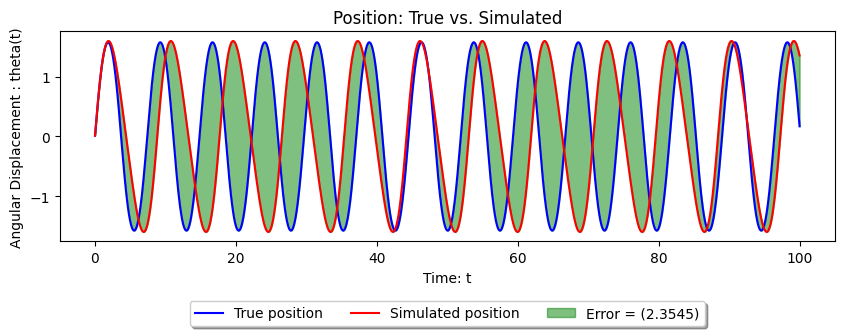 Position: True vs. Simulated
Angular Displacement : theta(t)
1
0
−1
0 20 40 60 80 100
Time: t
True position Simulated position Error = (2.3545)